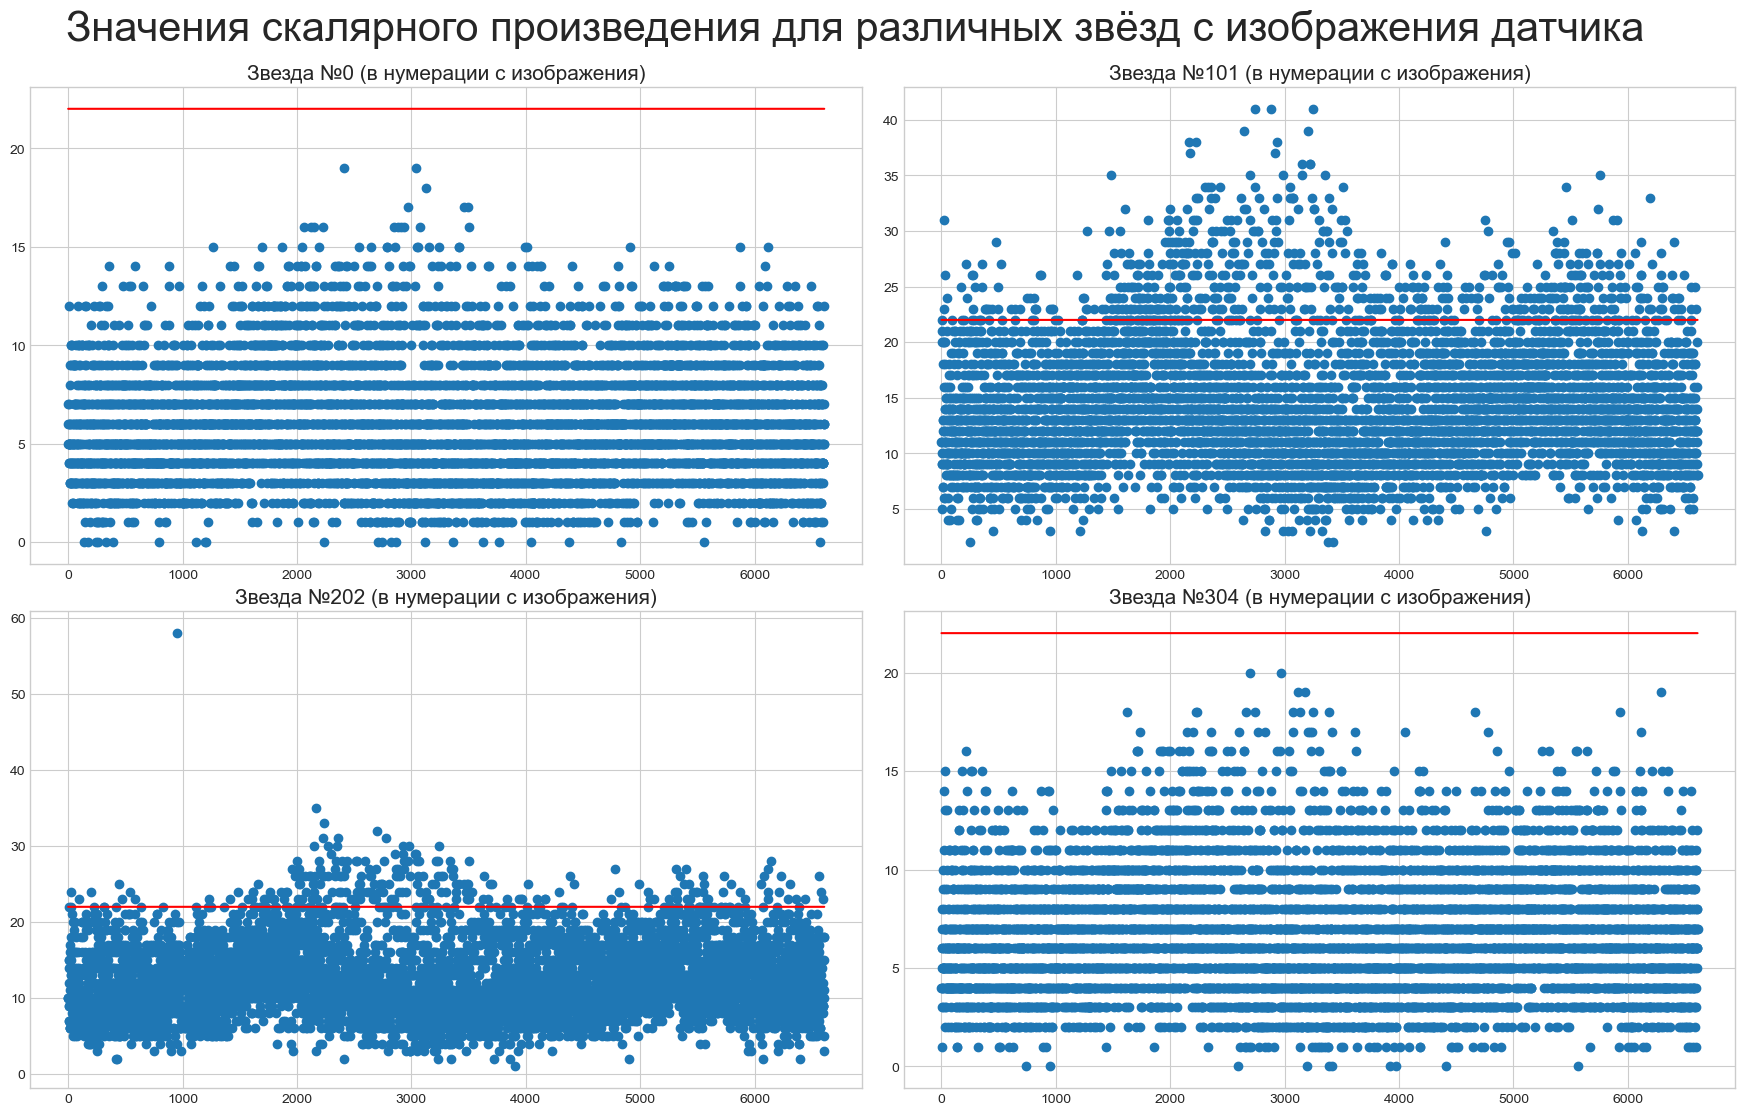 Значения скалярного произведения для различных звёзд с изображения датчика
Звезда №0 (в нумерации с изображения)
20
15
10
5
0
0 1000 2000 3000 4000 5000 6000
Звезда №101 (в нумерации с изображения)
40
35
30
25
20
15
10
5
0 1000 2000 3000 4000 5000 6000
Звезда №202 (в нумерации с изображения)
60
50
40
30
20
10
0
0 1000 2000 3000 4000 5000 6000
Звезда №304 (в нумерации с изображения)
20
15
10
5
0
0 1000 2000 3000 4000 5000 6000